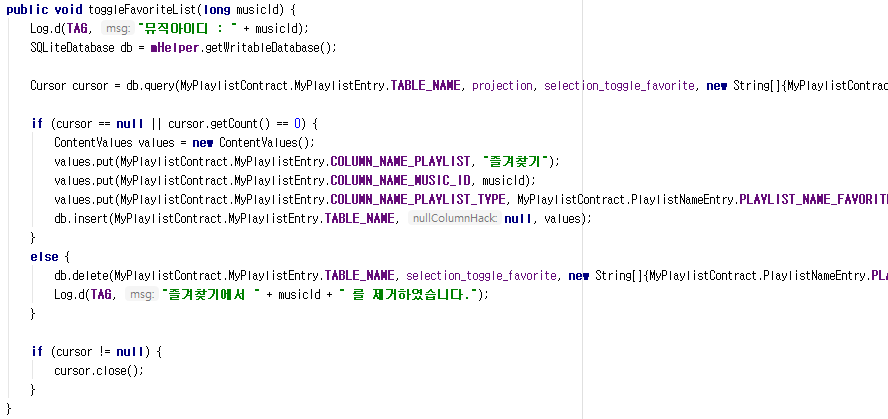 public void toggleFavoriteList(long musicId) {
Log.d(TAG, msg: "뮤직아이디 : " + musicId);
SQLiteDatabase db = mHelper.getWritableDatabase();
Cursor cursor = db.query(MyPlaylistContract.MyPlaylistEntry.TABLE_NAME, projection, selection_toggle_favorite, new String[]{MyPlaylistContract
if (cursor == null || cursor.getCount() == 0) {
ContentValues values = new ContentValues();
values.put(MyPlaylistContract.MyPlaylistEntry.COLUMN_NAME_PLAYLIST, "즐겨찾기");
values.put(MyPlaylistContract.MyPlaylistEntry.COLUMN_NAME_MUSIC_ID, musicId);
values.put(MyPlaylistContract.MyPlaylistEntry.COLUMN_NAME_PLAYLIST_TYPE, MyPlaylistContract.PlaylistNameEntry.PLAYLIST_NAME_FAVORITE
db.insert(MyPlaylistContract.MyPlaylistEntry.TABLE_NAME, nullColumnHack: null, values);
}
else {
db.delete(MyPlaylistContract.MyPlaylistEntry.TABLE_NAME, selection_toggle_favorite, new String[]{MyPlaylistContract.PlaylistNameEntry.PLA
Log.d(TAG, msg: "즐겨찾기에서 " + musicId + " 를 제거하였습니다.");
}
if (cursor != null) {
cursor.close();
}
}